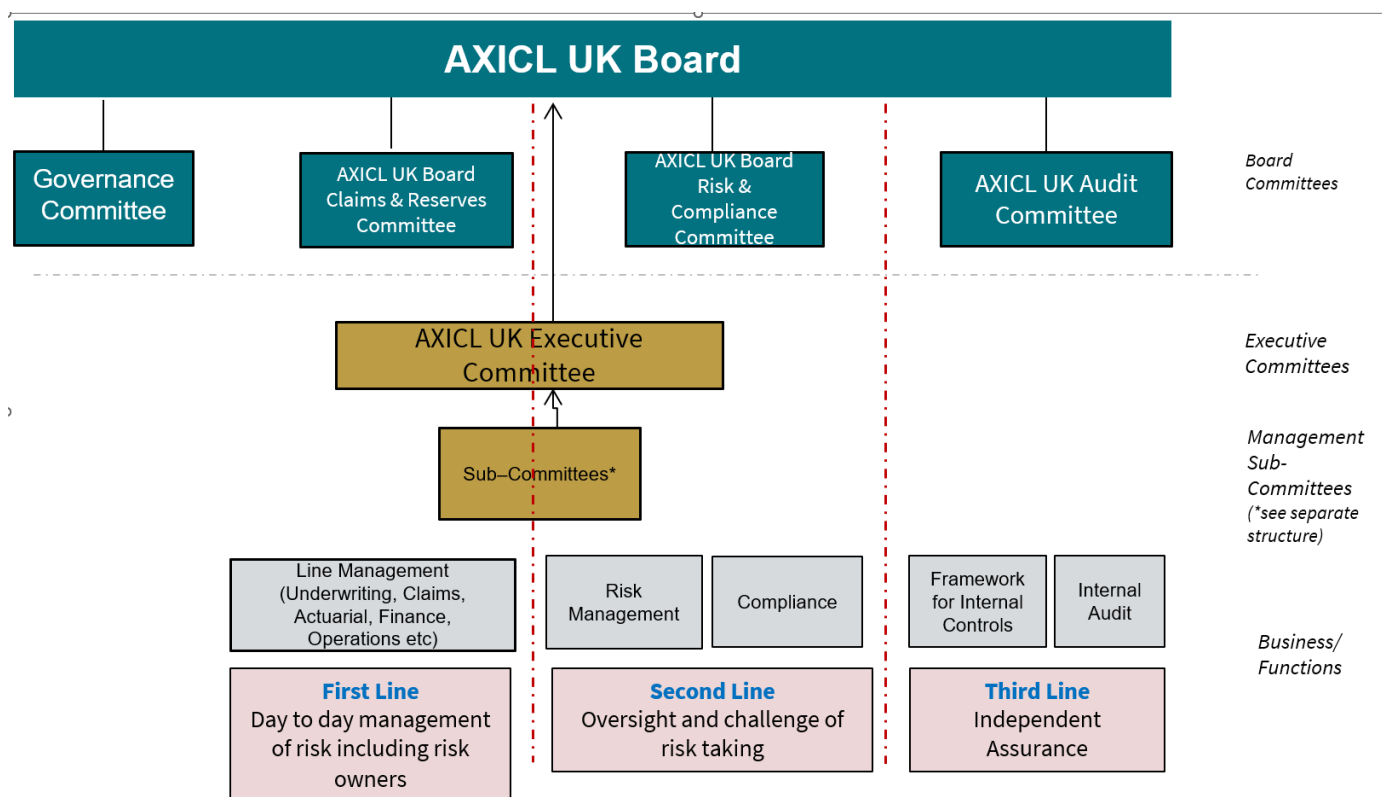 AXICL UK Board
Governance
Committee
AXICL UK Board
Claims & Reserves
Committee
AXICL UK Board
Risk &
Compliance
Committee
AXICL UK Audit
Committee
Board
Committees
AXICL UK Executive
Committee
Executive
Committees
Sub–Committees*
Management
Sub-
Committees
(*see separate
structure)
Line Management
(Underwriting, Claims,
Actuarial, Finance,
Operations etc)
Risk
Management
Compliance
Framework
for Internal
Controls
Internal
Audit
Business/
Functions
First Line
Day to day management
of risk including risk
owners
Second Line
Oversight and challenge of
risk taking
Third Line
Independent
Assurance